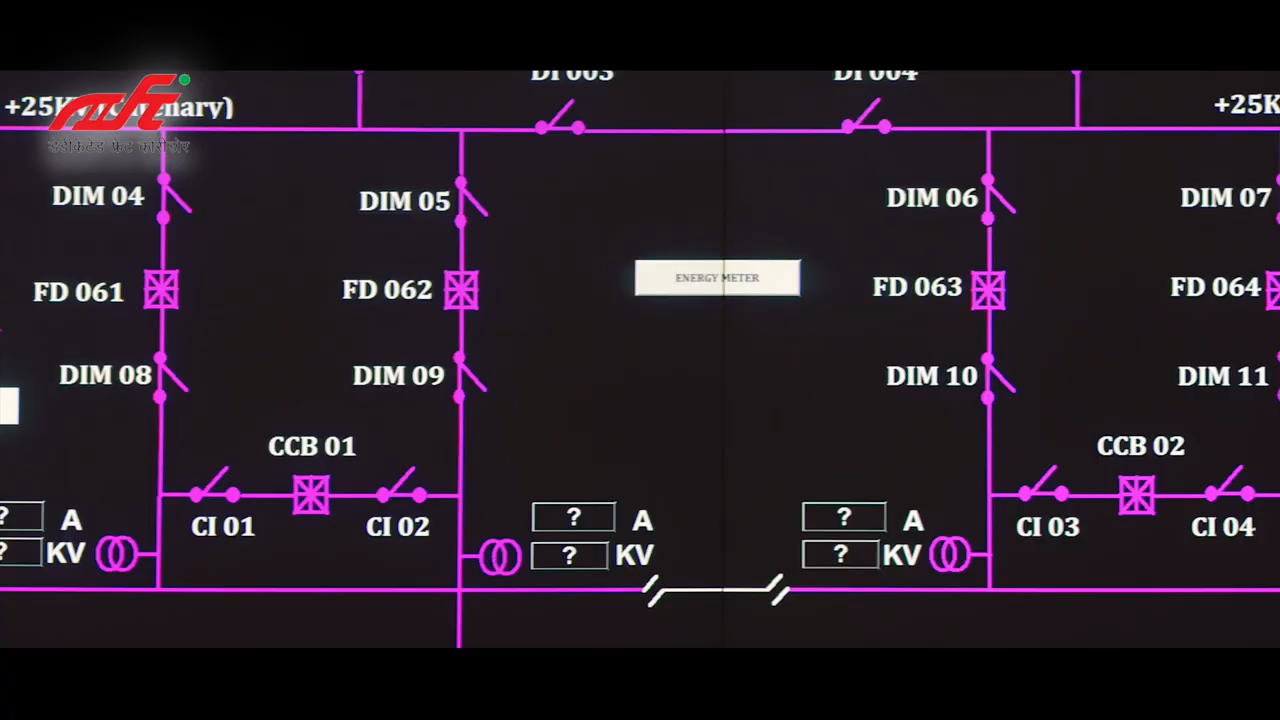 DI 003
DI 004
+25K
+25K
डेडीकेटेड फ्रेट कॉरीडोर
DIM 04
DIM 05
DIM 06
DIM 07
ENERGY METER
FD 061
FD 062
FD 063
FD 064
DIM 08
DIM 09
DIM 10
DIM 11
CCB 01
CCB 02
CI 01
CI 02
CI 03
CI 04
? A
? A
? A
? KV
? KV
? KV